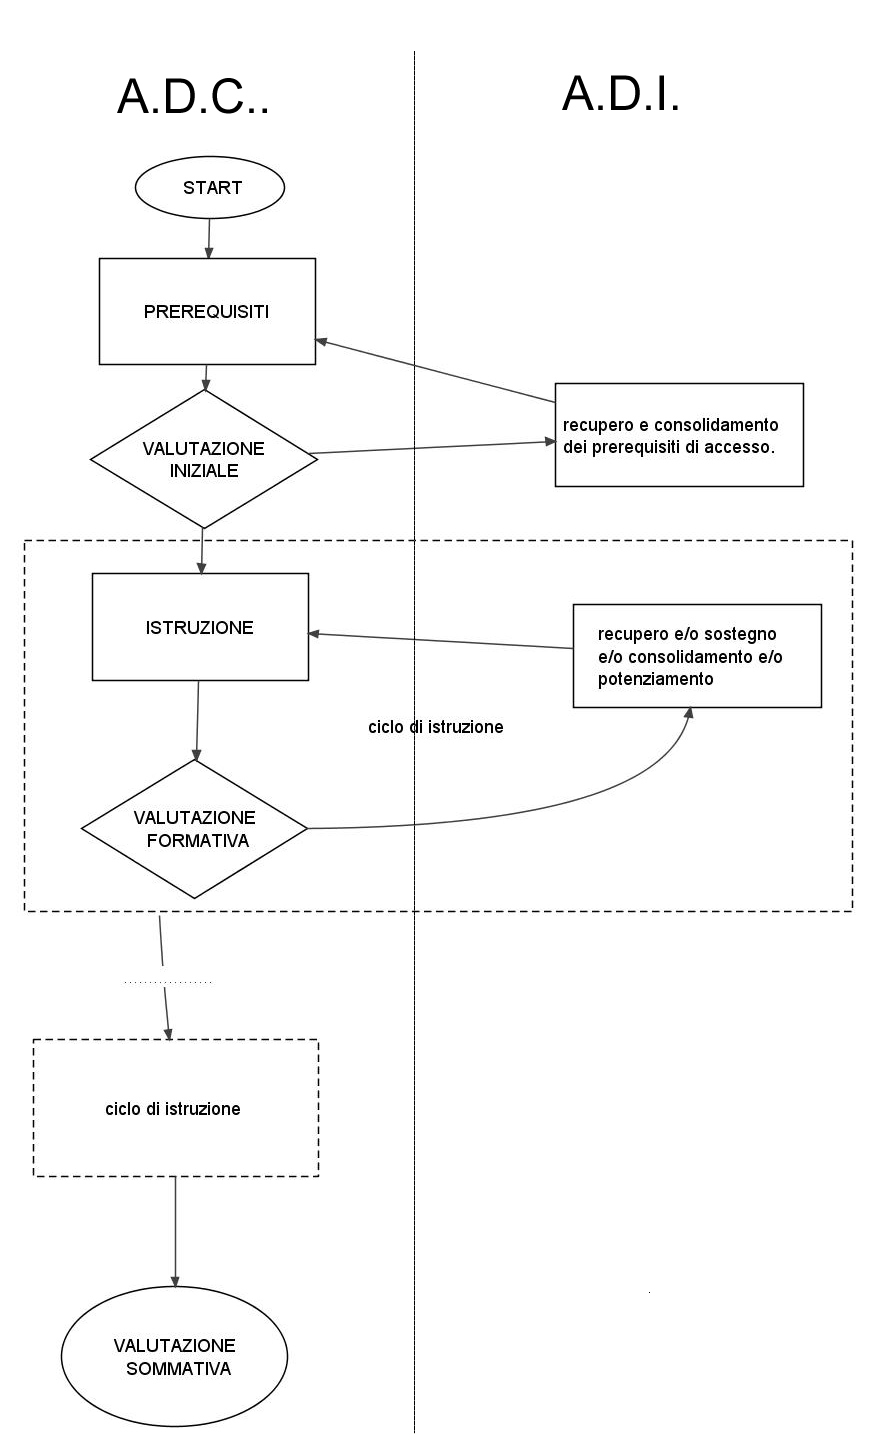 A.D.C..
A.D.I.
START
PREREQUISITI
recupero e consolidamento
dei prerequisiti di accesso.
VALUTAZIONE
INIZIALE
ISTRUZIONE
recupero e/o sostegno
e/o consolidamento e/o
potenziamento
ciclo di istruzione
VALUTAZIONE
FORMATIVA
..................
ciclo di istruzione
.
VALUTAZIONE
SOMMATIVA